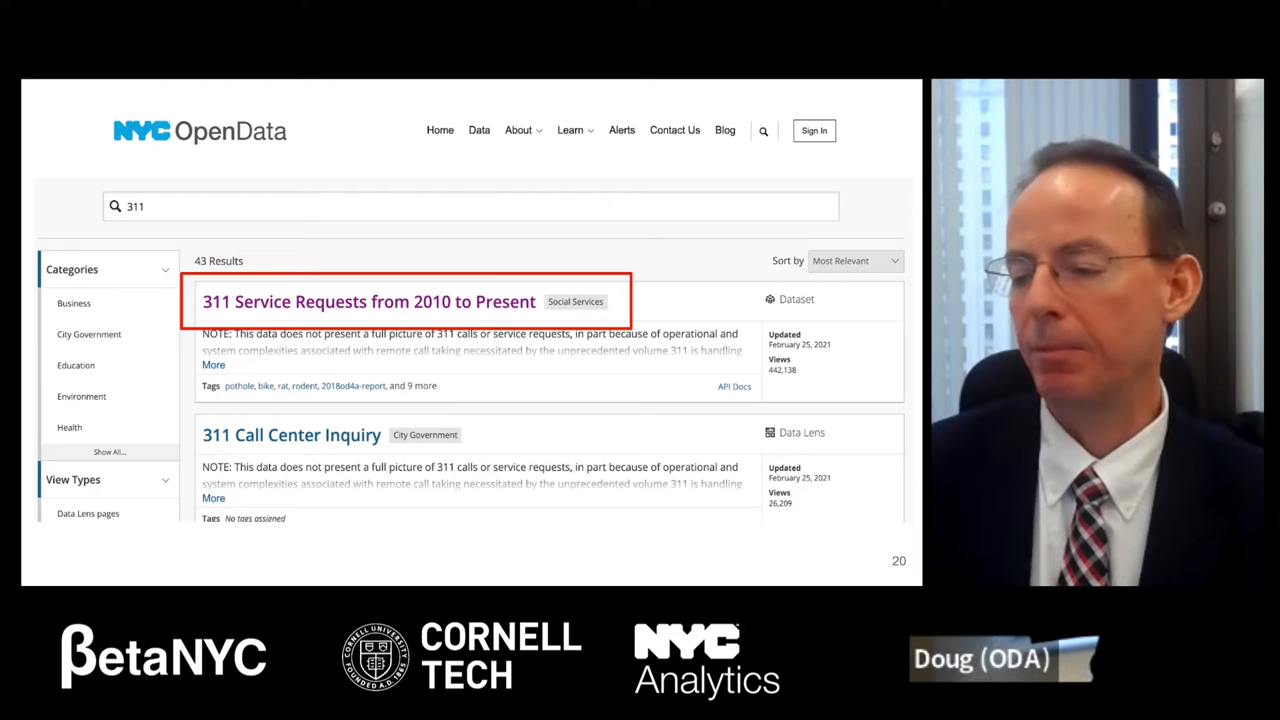 NYC OpenData
Home Data About Learn Alerts Contact Us Blog Sign In
311
Categories
Business
City Government
Education
Environment
Health
Show All...
View Types
Data Lens pages
43 Results
Sort by Most Relevant
311 Service Requests from 2010 to Present Social Services
Dataset
NOTE: This data does not present a full picture of 311 calls or service requests, in part because of operational and
system complexities associated with remote call taking necessitated by the unprecedented volume 311 is handling
More
Tags pothole, bike, rat, rodent, 2018od4a-report, and 9 more
API Docs
Updated
February 25, 2021
Views
442,138
311 Call Center Inquiry City Government
Data Lens
NOTE: This data does not present a full picture of 311 calls or service requests, in part because of operational and
system complexities associated with remote call taking necessitated by the unprecedented volume 311 is handling
More
Tags No tags assigned
Updated
February 25, 2021
Views
26,209
20
βetaNYC
CORNELL UNIVERSITY
FOUNDED A.D. 1865
CORNELL
TECH
NYC
Analytics
Doug (ODA)